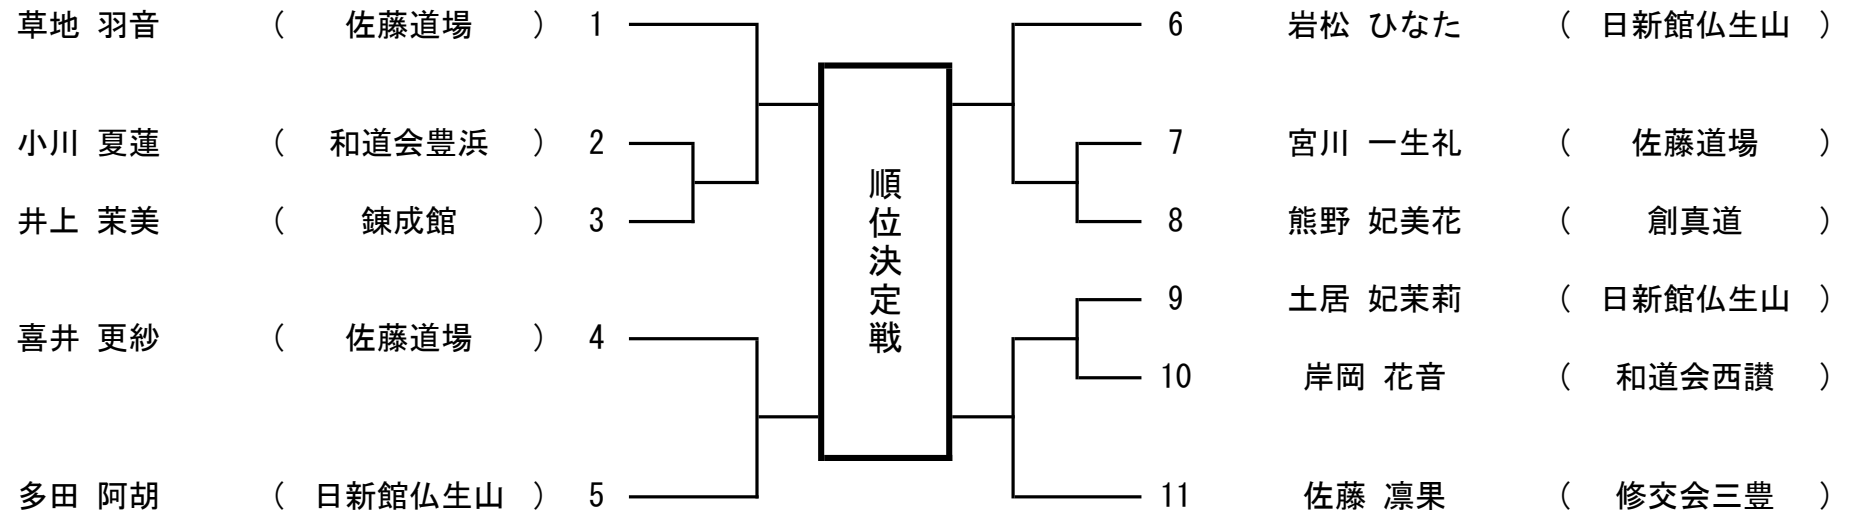 草地 羽音 ( 佐藤道場 ) 1
小川 夏蓮 ( 和道会豊浜 ) 2
井上 茉美 ( 錬成館 ) 3
喜井 更紗 ( 佐藤道場 ) 4
多田 阿胡 ( 日新館仏生山 ) 5
順位決定戦
6 岩松 ひなた ( 日新館仏生山 )
7 宮川 一生礼 ( 佐藤道場 )
8 熊野 妃美花 ( 創真道 )
9 土居 妃茉莉 ( 日新館仏生山 )
10 岸岡 花音 ( 和道会西讃 )
11 佐藤 凛果 ( 修交会三豊 )